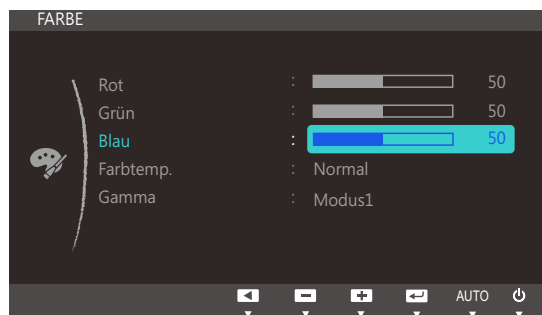 FARBE
Rot : 50
Grün : 50
Blau : 50
Farbtemp. : Normal
Gamma : Modus1
AUTO